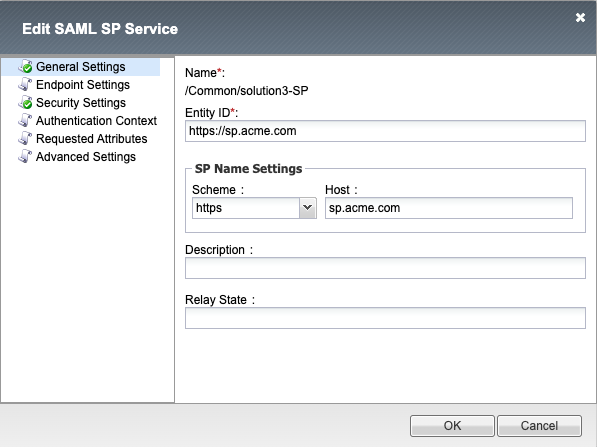 Edit SAML SP Service
General Settings
Endpoint Settings
Security Settings
Authentication Context
Requested Attributes
Advanced Settings
Name*:
/Common/solution3-SP
Entity ID*:
https://sp.acme.com
SP Name Settings
Scheme : Host :
https sp.acme.com
Description :
Relay State :
OK Cancel